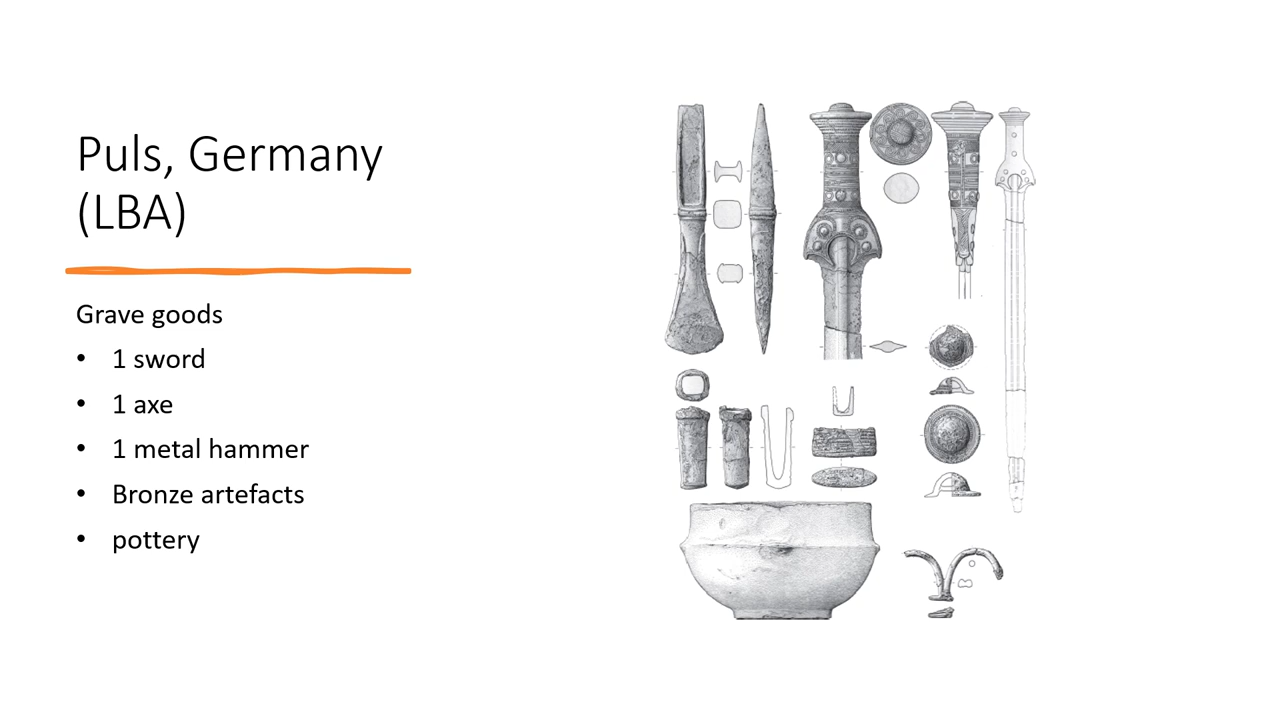 Puls, Germany
(LBA)
Grave goods
• 1 sword
• 1 axe
• 1 metal hammer
• Bronze artefacts
• pottery